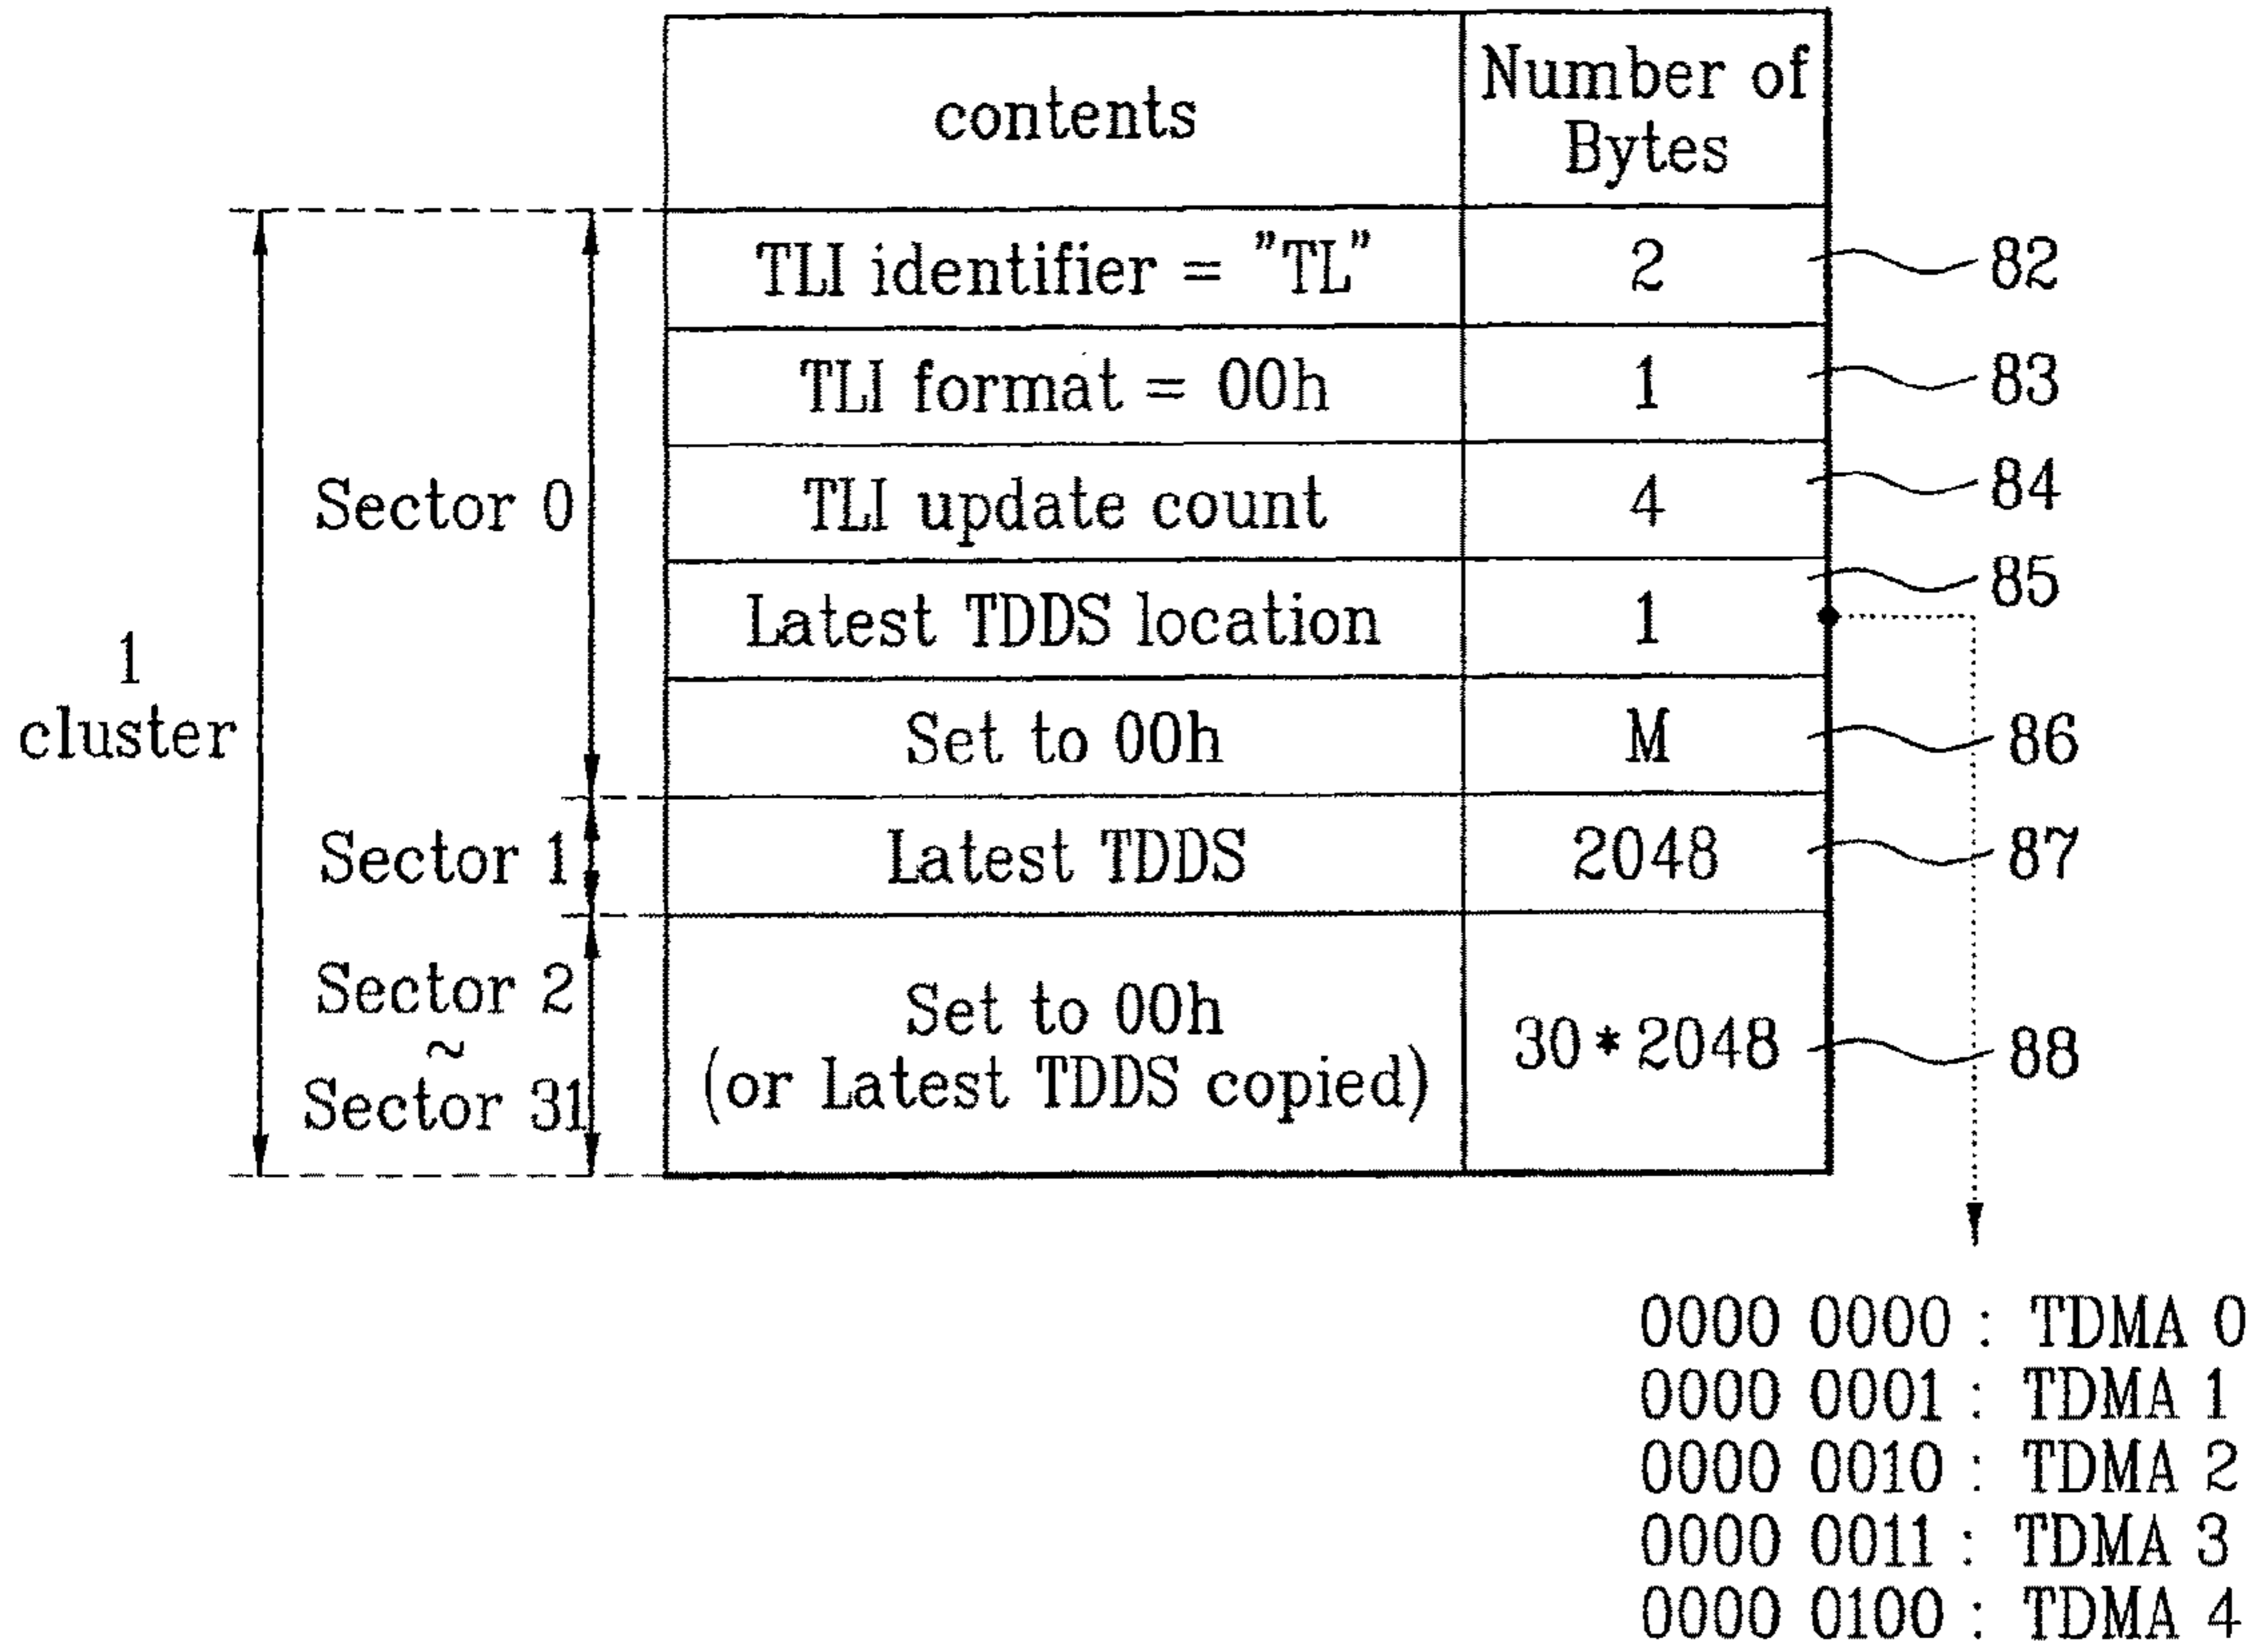 contents
Number of
Bytes
TLI identifier = "TL"
2
82
TLI format = 00h
1
83
Sector 0
TLI update count
4
84
Latest TDDS location
1
85
1
cluster
Set to 00h
M
86
Sector 1
Latest TDDS
2048
87
Sector 2
~
Sector 31
Set to 00h
(or Latest TDDS copied)
30 * 2048
88
0000 0000 : TDMA 0
0000 0001 : TDMA 1
0000 0010 : TDMA 2
0000 0011 : TDMA 3
0000 0100 : TDMA 4